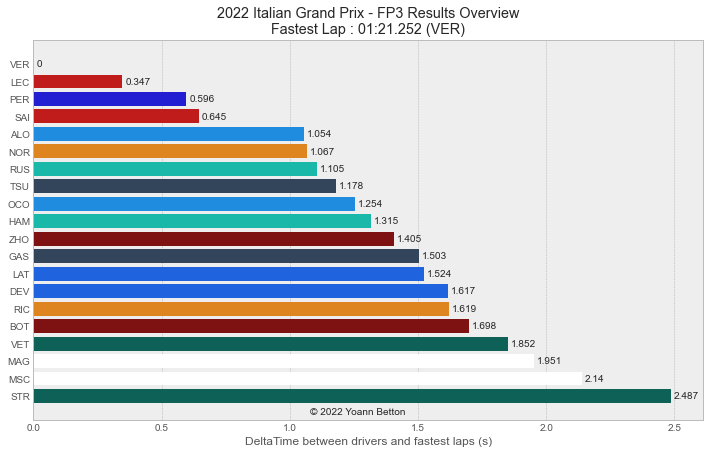 2022 Italian Grand Prix - FP3 Results Overview
Fastest Lap : 01:21.252 (VER)
VER 0
LEC 0.347
PER 0.596
SAI 0.645
ALO 1.054
NOR 1.067
RUS 1.105
TSU 1.178
OCO 1.254
HAM 1.315
ZHO 1.405
GAS 1.503
LAT 1.524
DEV 1.617
RIC 1.619
BOT 1.698
VET 1.852
MAG 1.951
MSC 2.14
STR 2.487
© 2022 Yoann Betton
0.0 0.5 1.0 1.5 2.0 2.5
DeltaTime between drivers and fastest laps (s)